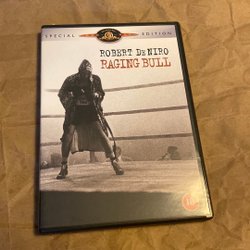 SPECIAL EDITION
ROBERT DE NIRO
RAGING BULL